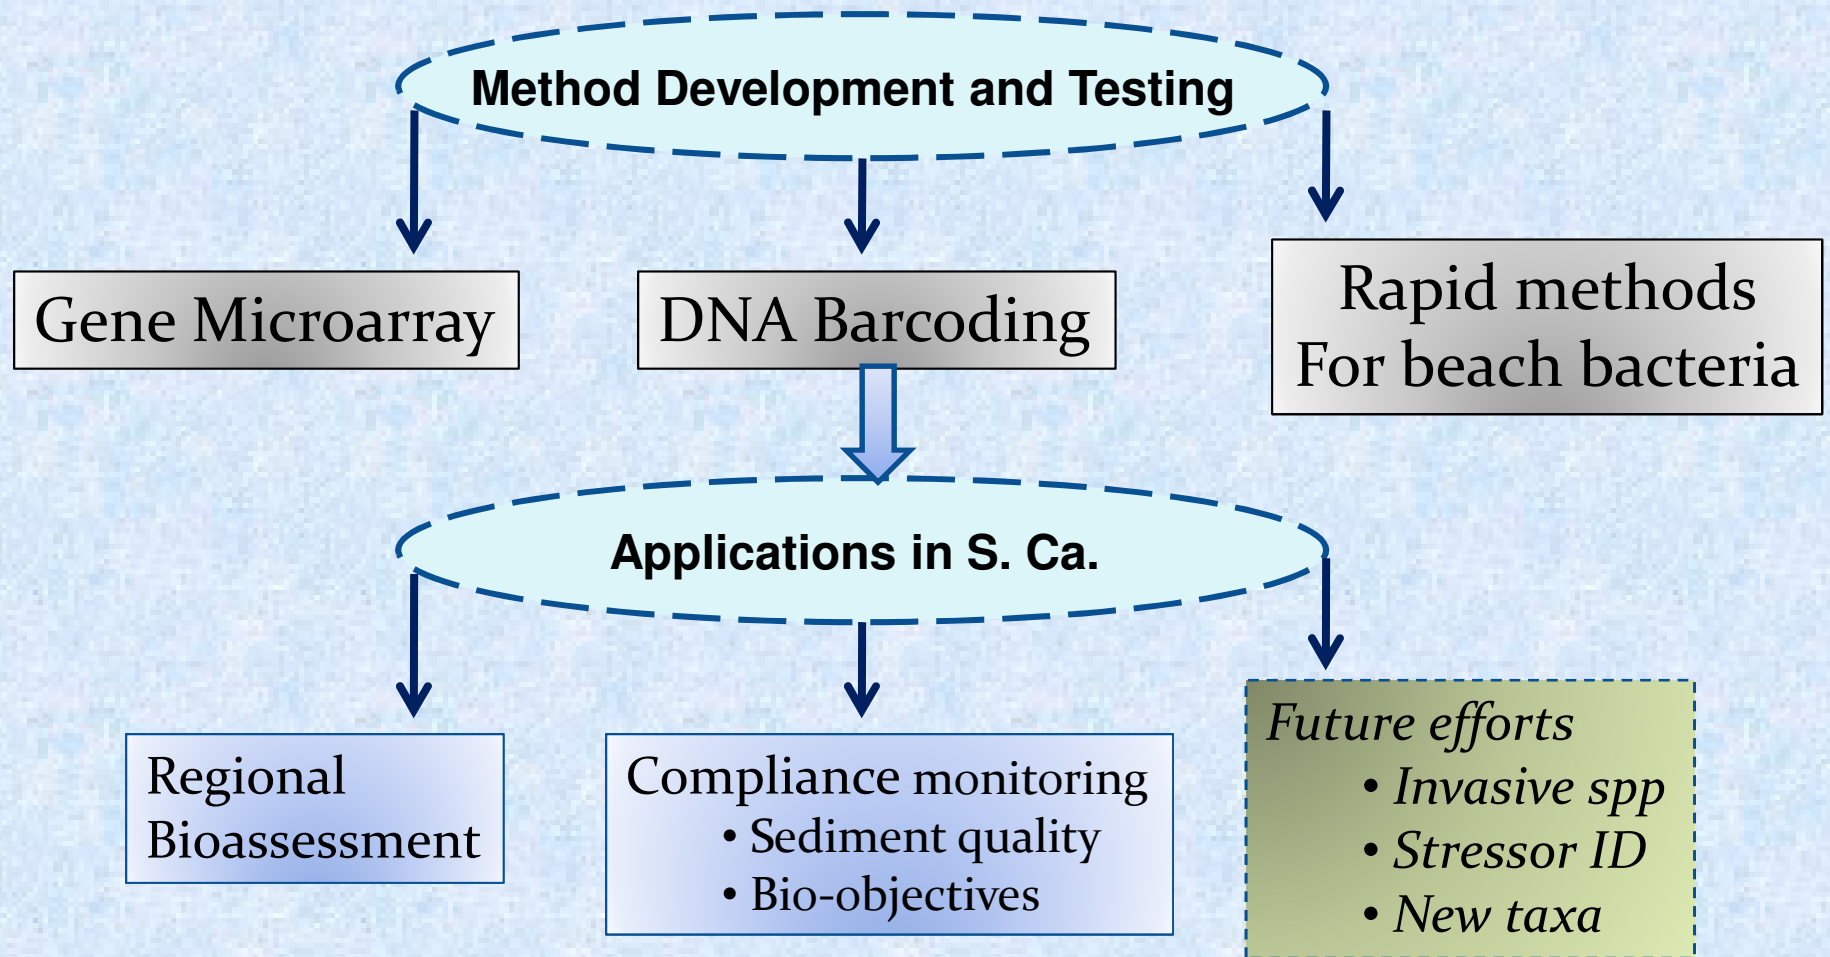 Method Development and Testing
Gene Microarray
DNA Barcoding
Rapid methods
For beach bacteria
Applications in S. Ca.
Regional
Bioassessment
Compliance monitoring
• Sediment quality
• Bio-objectives
Future efforts
• Invasive spp
• Stressor ID
• New taxa